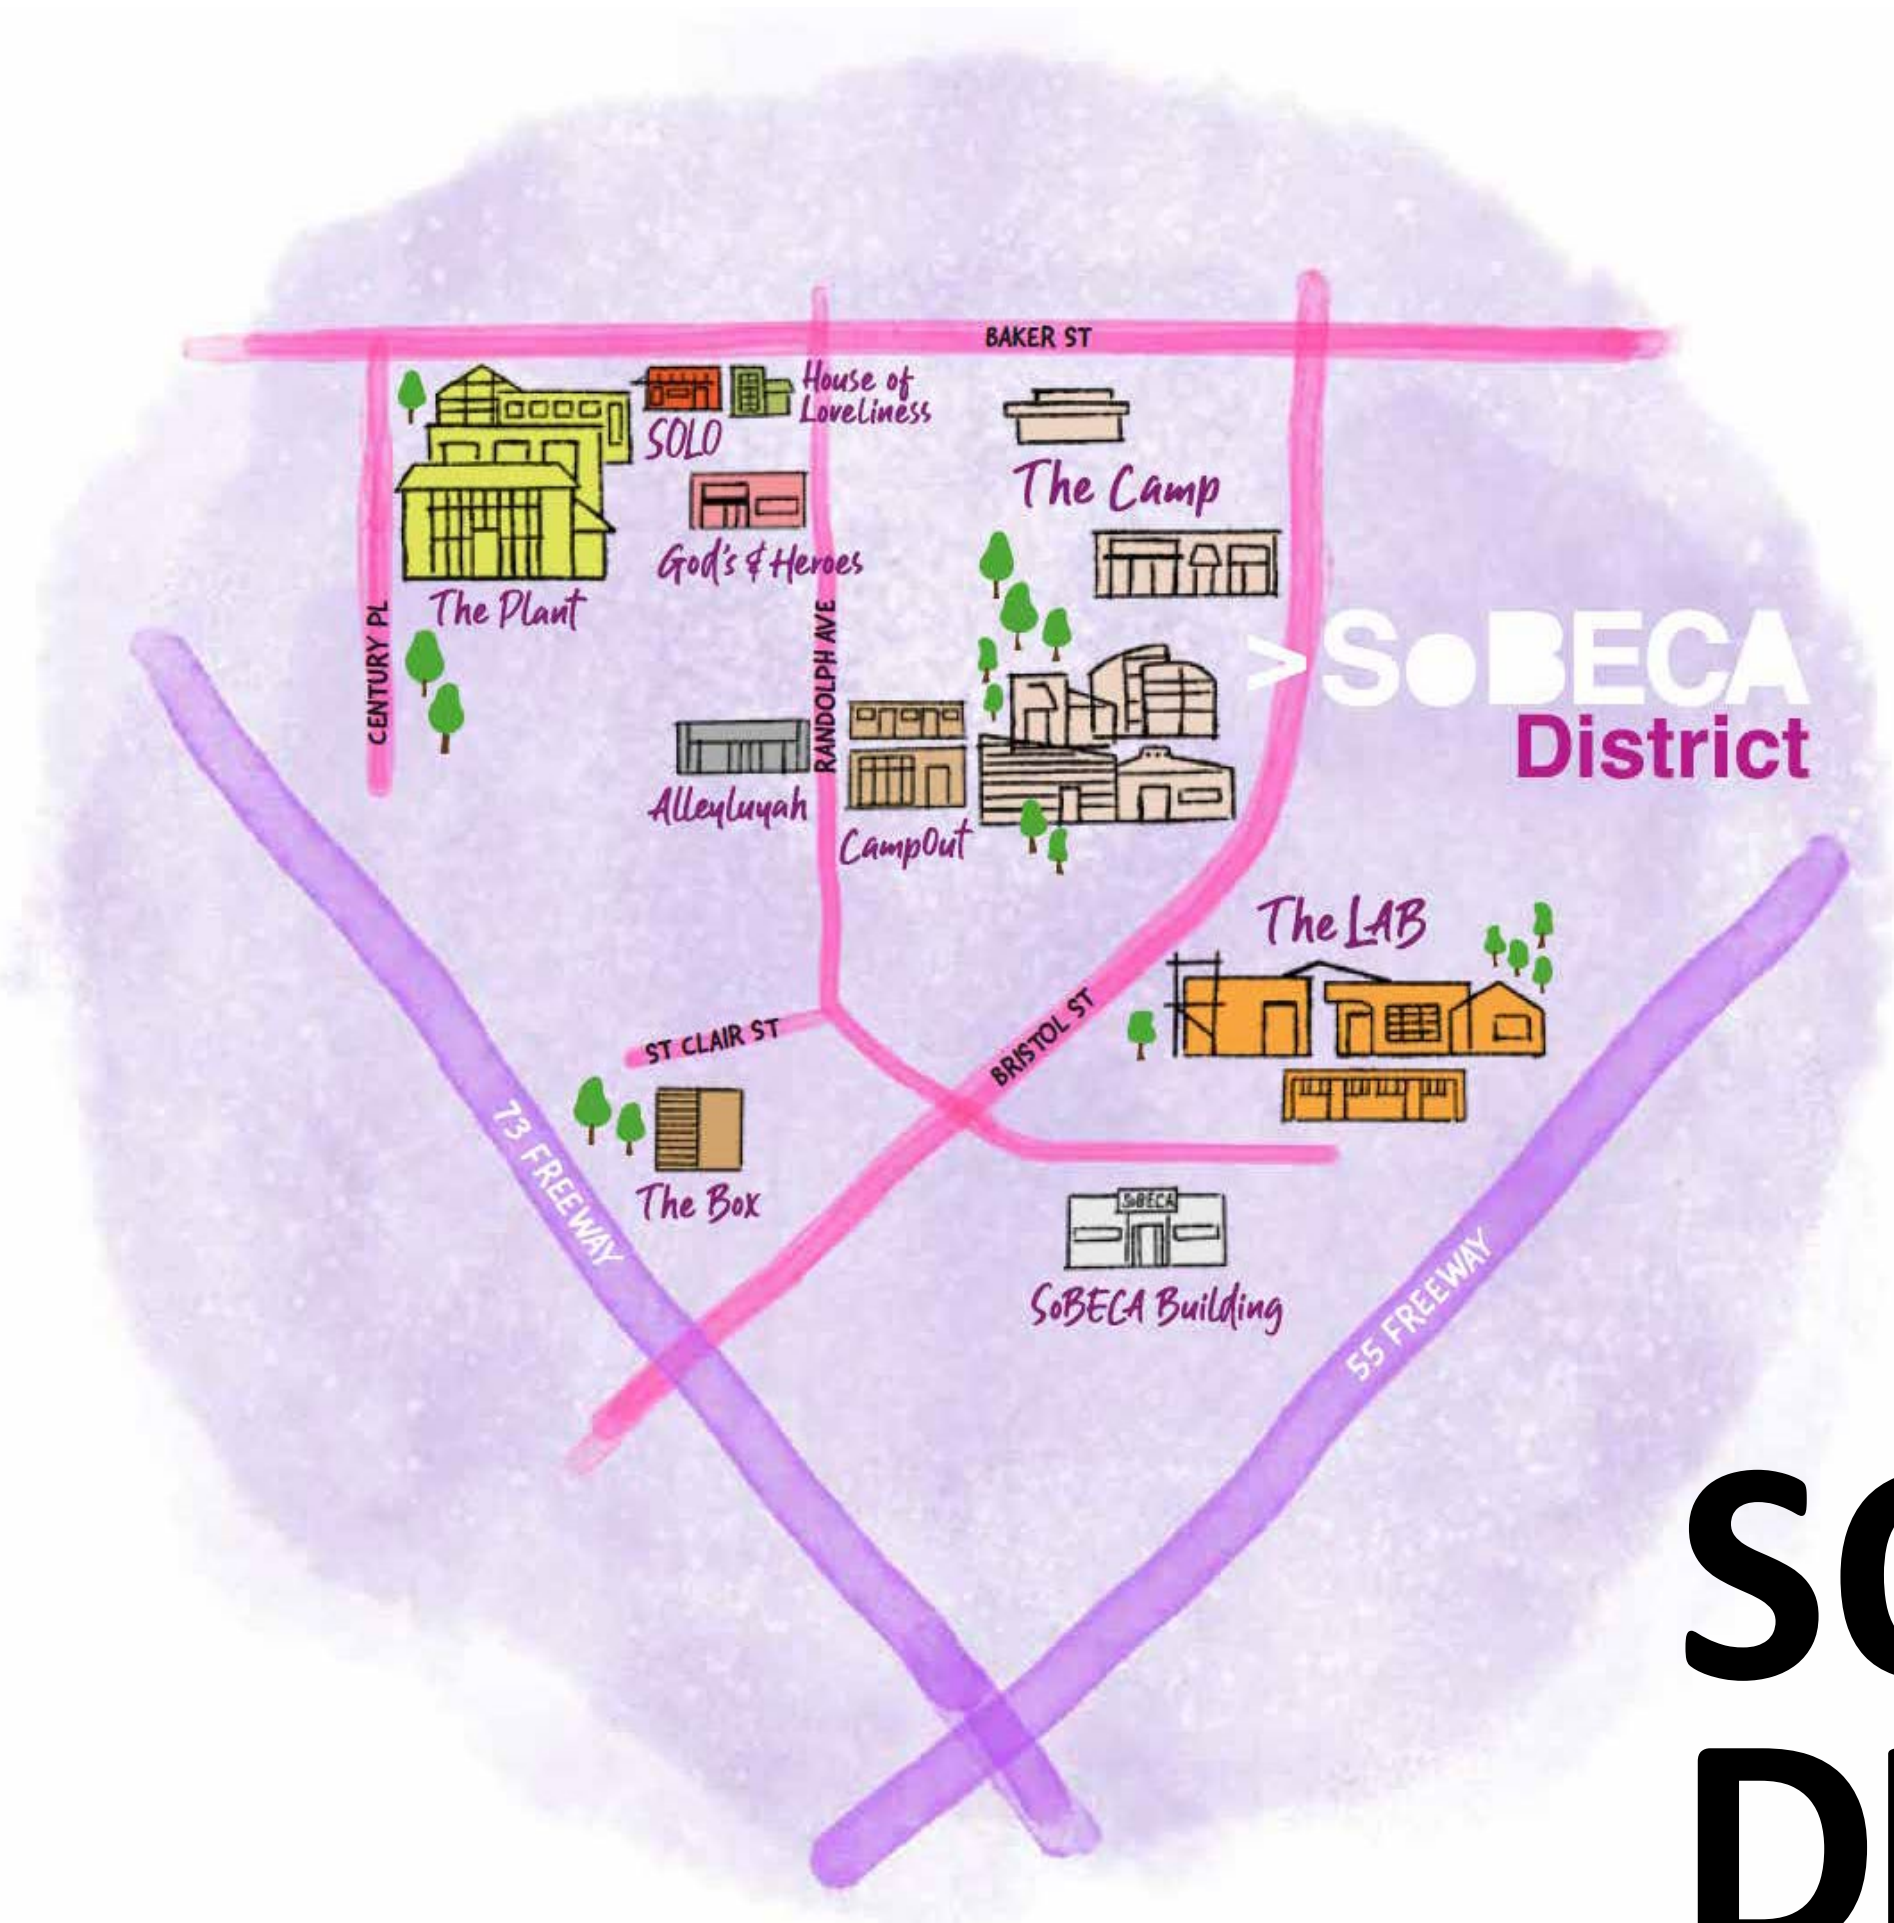 BAKER ST
House of
Loveliness
SOLO
The Camp
God's & Heroes
The Plant
CENTURY PL
RANDOLPH AVE
>SoBECA
District
Alleyluyah
CampOut
The LAB
BRISTOL ST
ST CLAIR ST
73 FREEWAY
The Box
SoBECA
SoBECA Building
55 FREEWAY